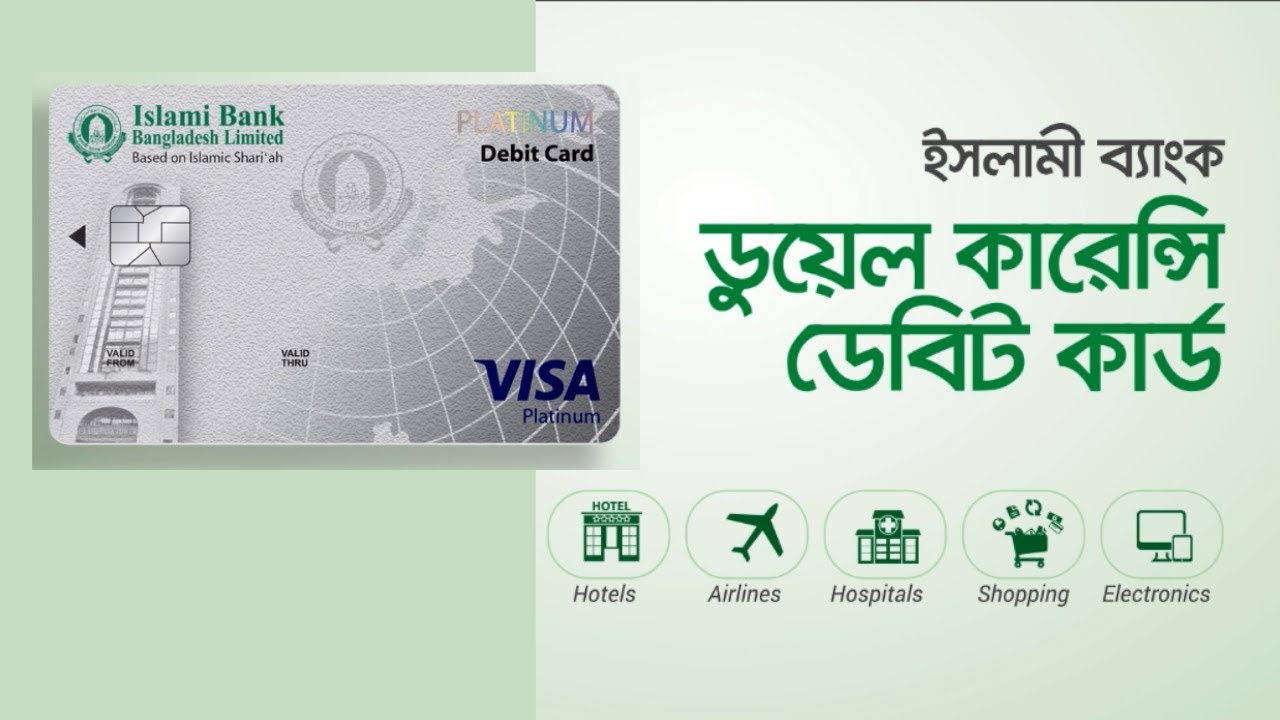 Islami Bank
Bangladesh Limited
Based on Islamic Shari'ah
PLATINUM
Debit Card
VALID
FROM
VALID
THRU
VISA
Platinum
ইসলামী ব্যাংক
ডুয়েল কারেন্সি
ডেবিট কার্ড
HOTEL
Hotels
Airlines
Hospitals
Shopping
Electronics